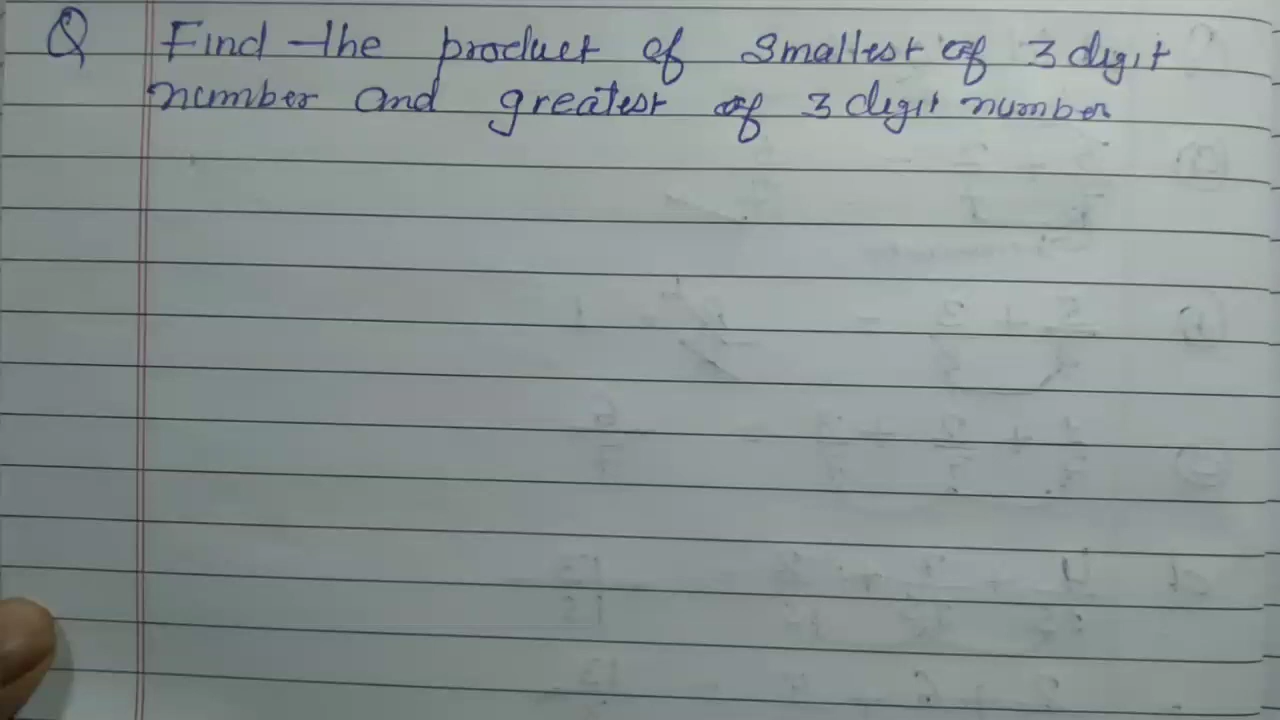 Q Find the product of smallest of 3 digit
number and greatest of 3 digit number